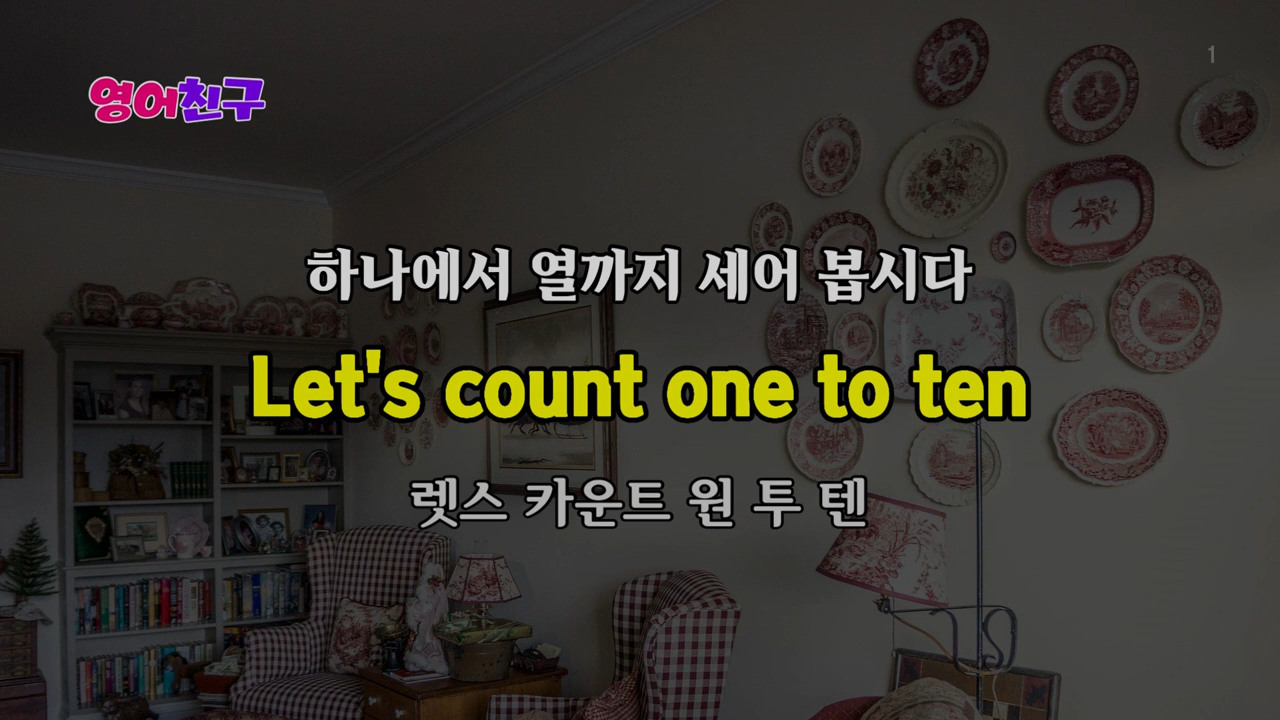 영어친구
1
하나에서 열까지 세어 봅시다
Let's count one to ten
렛스 카운트 원 투 텐